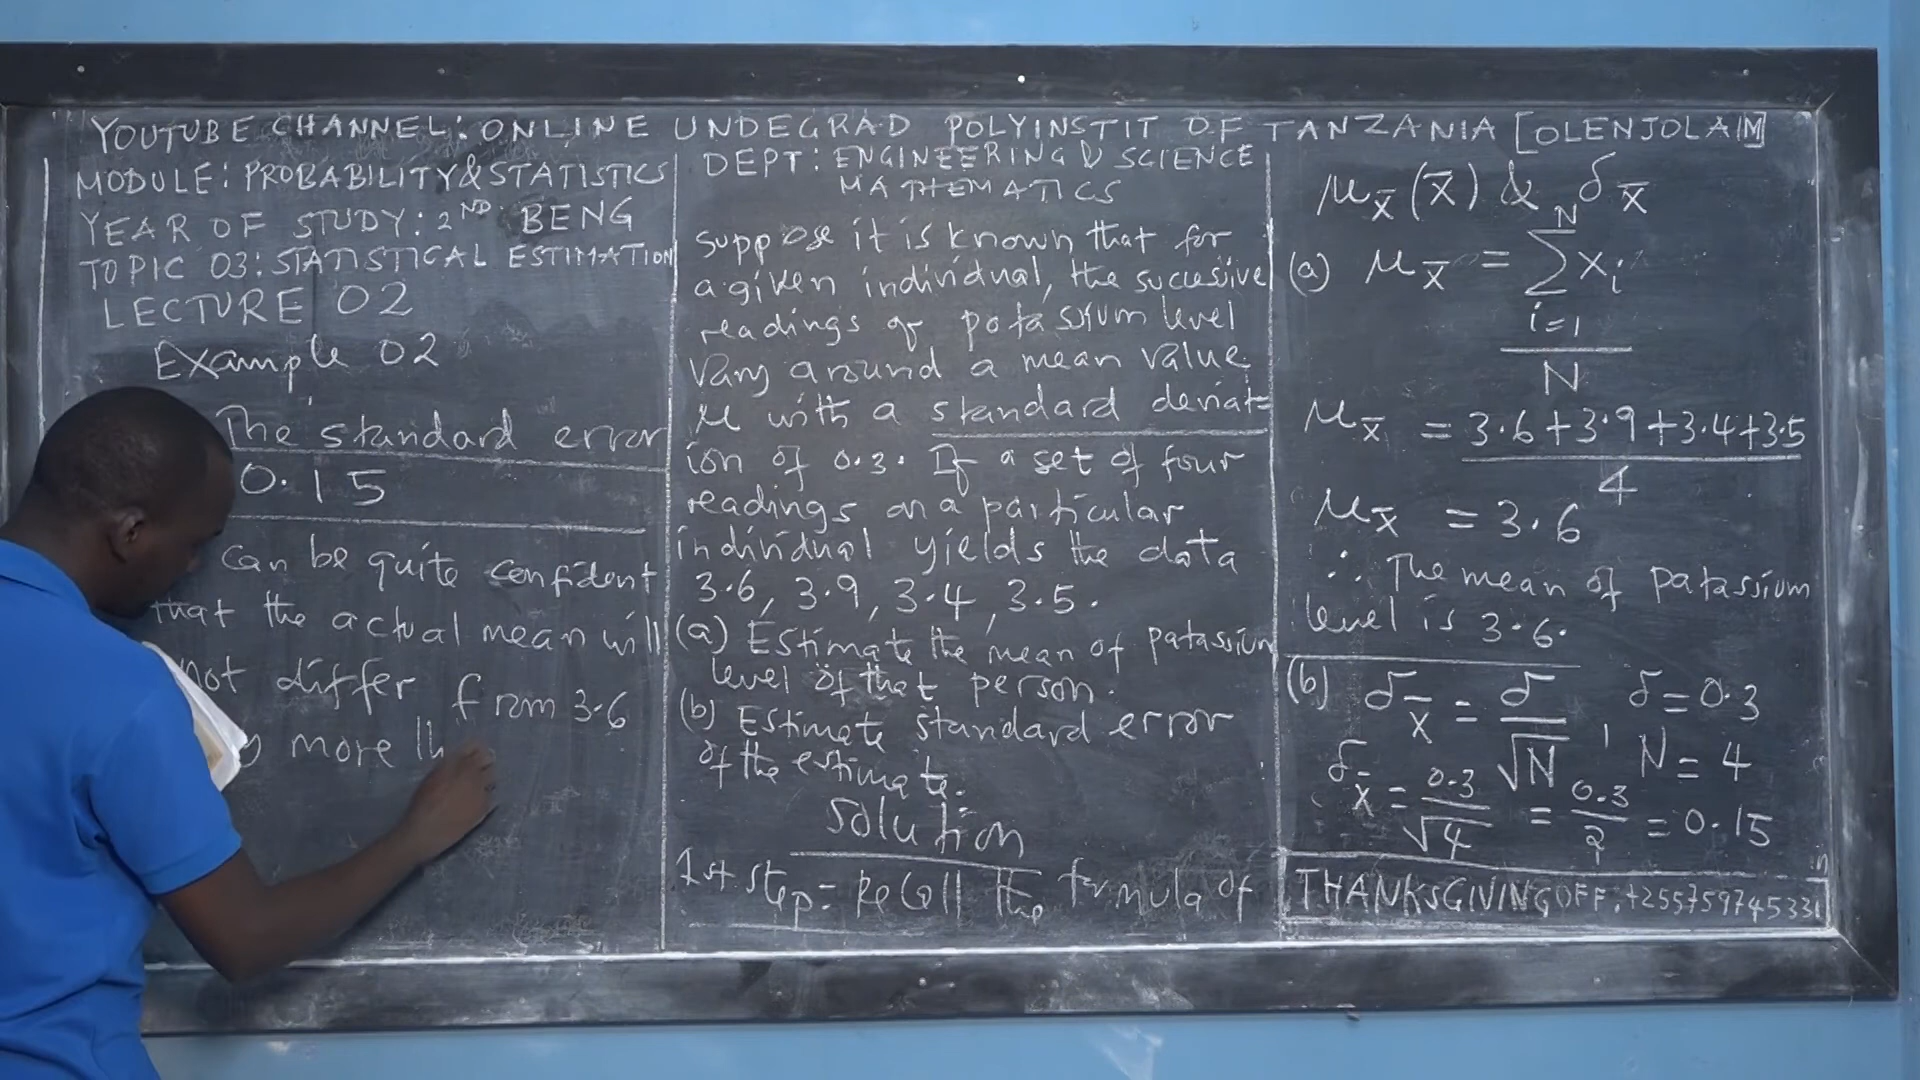 YOUTUBE CHANNEL: ONLINE UNDEGRAD POLYINSTIT OF TANZANIA [OLENJOLAIM]
MODULE: PROBABILITY & STATISTICS
YEAR OF STUDY: 2ND BENG
TOPIC 03: STATISTICAL ESTIMATION
LECTURE 02
Example 02
The standard error
0.15
can be quite confident
that the actual mean will
not differ from 3.6
more th
DEPT: ENGINEERING & SCIENCE
MATHEMATICS
suppose it is known that for
a given individual, the sucessive
readings of potassium level
vary around a mean value
μ with a standard deviat=
ion of 0.3. If a set of four
readings on a particular
individual yields the data
3.6, 3.9, 3.4, 3.5.
(a) Estimate the mean of patassium
level of that person.
(b) Estimate standard error
of the estimate.
Solution
1st step = Recall the formula of
μx̄ (x̄) & δx̄
(a) μx̄ = N∑i=1 xi / N
μx̄ = 3.6+3.9+3.4+3.5 / 4
μx̄ = 3.6
∴ The mean of patassium
level is 3.6.
(b) δx̄ = δ/√N , δ = 0.3
N = 4
δx̄ = 0.3/√4 = 0.3/2 = 0.15
THANKSGIVING OFF: +255759745331